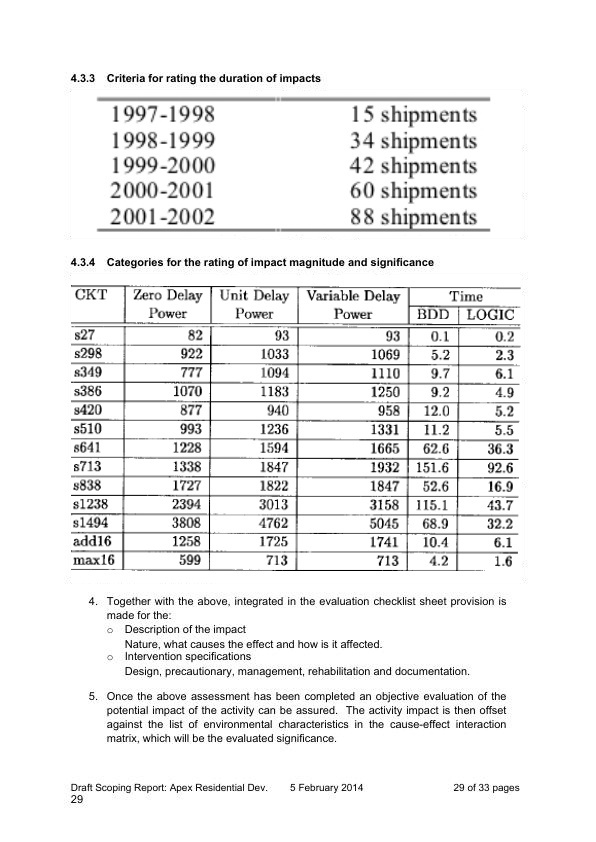 4.3.3 Criteria for rating the duration of impacts
1997-1998 15 shipments
1998-1999 34 shipments
1999-2000 42 shipments
2000-2001 60 shipments
2001-2002 88 shipments
4.3.4 Categories for the rating of impact magnitude and significance
CKT Zero Delay Unit Delay Variable Delay Time
Power Power Power BDD LOGIC
s27 82 93 93 0.1 0.2
s298 922 1033 1069 5.2 2.3
s349 777 1094 1110 9.7 6.1
s386 1070 1183 1250 9.2 4.9
s420 877 940 958 12.0 5.2
s510 993 1236 1331 11.2 5.5
s641 1228 1594 1665 62.6 36.3
s713 1338 1847 1932 151.6 92.6
s838 1727 1822 1847 52.6 16.9
s1238 2394 3013 3158 115.1 43.7
s1494 3808 4762 5045 68.9 32.2
add16 1258 1725 1741 10.4 6.1
max16 599 713 713 4.2 1.6
4. Together with the above, integrated in the evaluation checklist sheet provision is
made for the:
o Description of the impact
Nature, what causes the effect and how is it affected.
o Intervention specifications
Design, precautionary, management, rehabilitation and documentation.
5. Once the above assessment has been completed an objective evaluation of the
potential impact of the activity can be assured. The activity impact is then offset
against the list of environmental characteristics in the cause-effect interaction
matrix, which will be the evaluated significance.
Draft Scoping Report: Apex Residential Dev. 5 February 2014 29 of 33 pages
29